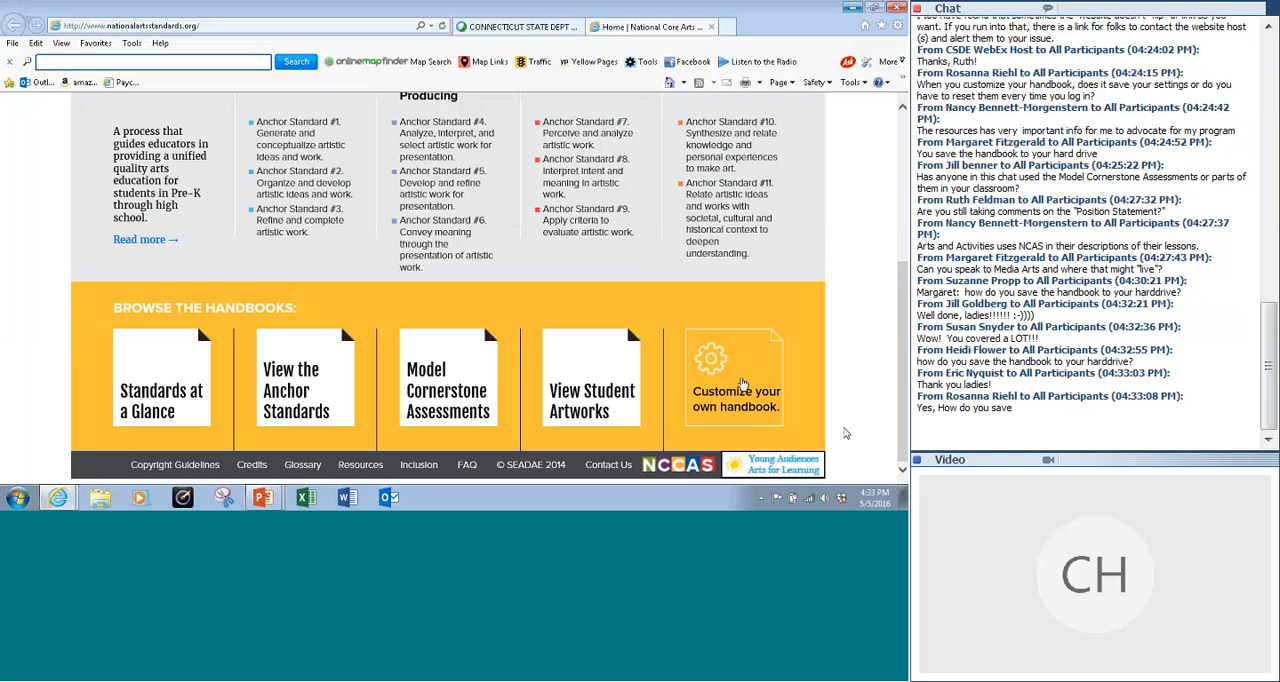 http://www.nationalartsstandards.org/
CONNECTICUT STATE DEPT ...
Home | National Core Arts ...
File Edit View Favorites Tools Help
Search
onlinemapfinder Map Search Map Links Traffic YP Yellow Pages Tools Facebook Listen to the Radio Ask More
Outl... amaz... Payc...
Page Safety Tools
Producing
A process that
guides educators in
providing a unified
quality arts
education for
students in Pre-K
through high
school.
Read more →
Anchor Standard #1.
Generate and
conceptualize artistic
ideas and work.
Anchor Standard #2.
Organize and develop
artistic ideas and work.
Anchor Standard #3.
Refine and complete
artistic work.
Anchor Standard #4.
Analyze, interpret, and
select artistic work for
presentation.
Anchor Standard #5.
Develop and refine
artistic work for
presentation.
Anchor Standard #6.
Convey meaning
through the
presentation of artistic
work.
Anchor Standard #7.
Perceive and analyze
artistic work.
Anchor Standard #8.
Interpret intent and
meaning in artistic
work.
Anchor Standard #9.
Apply criteria to
evaluate artistic work.
Anchor Standard #10.
Synthesize and relate
knowledge and
personal experiences
to make art.
Anchor Standard #11.
Relate artistic ideas
and works with
societal, cultural and
historical context to
deepen
understanding.
BROWSE THE HANDBOOKS:
Standards at
a Glance
View the
Anchor
Standards
Model
Cornerstone
Assessments
View Student
Artworks
Customize your
own handbook.
Copyright Guidelines Credits Glossary Resources Inclusion FAQ © SEADAE 2014 Contact Us NCCAS Young Audiences
Arts for Learning
4:33 PM
5/5/2016
Chat
want. If you run into that, there is a link for folks to contact the website host
(s) and alert them to your issue.
From CSDE WebEx Host to All Participants (04:24:02 PM):
Thanks, Ruth!
From Rosanna Riehl to All Participants (04:24:15 PM):
When you customize your handbook, does it save your settings or do you
have to reset them every time you log in?
From Nancy Bennett-Morgenstern to All Participants (04:24:42
PM):
The resources has very important info for me to advocate for my program
From Margaret Fitzgerald to All Participants (04:24:52 PM):
You save the handbook to your hard drive
From Jill benner to All Participants (04:25:22 PM):
Has anyone in this chat used the Model Cornerstone Assessments or parts of
them in your classroom?
From Ruth Feldman to All Participants (04:27:32 PM):
Are you still taking comments on the "Position Statement?"
From Nancy Bennett-Morgenstern to All Participants (04:27:37
PM):
Arts and Activities uses NCAS in their descriptions of their lessons.
From Margaret Fitzgerald to All Participants (04:27:43 PM):
Can you speak to Media Arts and where that might "live"?
From Suzanne Propp to All Participants (04:30:21 PM):
Margaret: how do you save the handbook to your harddrive?
From Jill Goldberg to All Participants (04:32:21 PM):
Well done, ladies!!!!!! :-))))
From Susan Snyder to All Participants (04:32:36 PM):
Wow! You covered a LOT!!!
From Heidi Flower to All Participants (04:32:55 PM):
how do you save the handbook to your harddrive?
From Eric Nyquist to All Participants (04:33:03 PM):
Thank you ladies!
From Rosanna Riehl to All Participants (04:33:08 PM):
Yes, How do you save
Video
CH